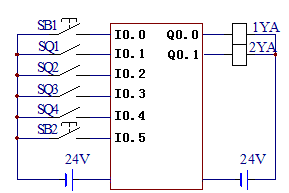 SB1 I0.0 Q0.0 1YA
SQ1 I0.1 Q0.1 2YA
SQ2 I0.2
SQ3 I0.3
SQ4 I0.4
SB2 I0.5
24V 24V